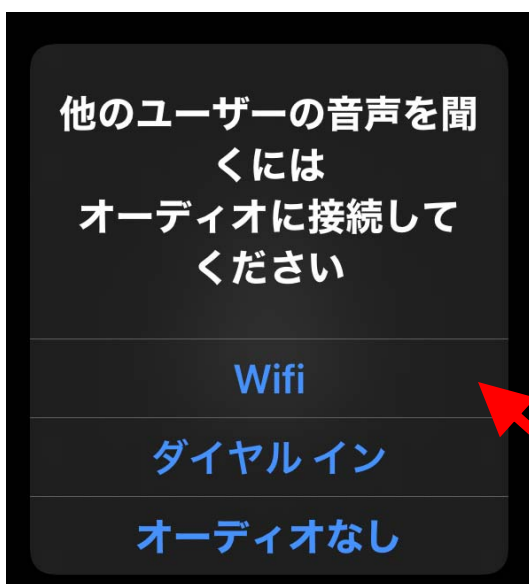 他のユーザーの音声を聞
くには
オーディオに接続して
ください
Wifi
ダイヤル イン
オーディオなし